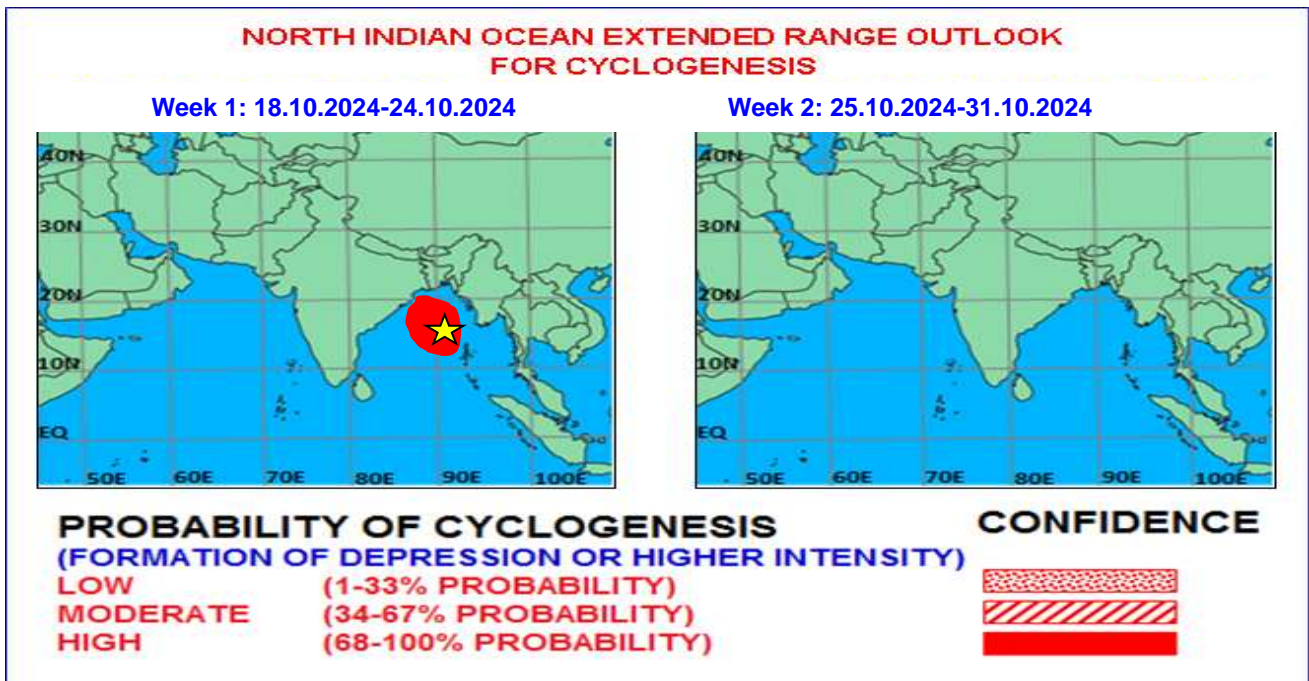 NORTH INDIAN OCEAN EXTENDED RANGE OUTLOOK
FOR CYCLOGENESIS
Week 1: 18.10.2024-24.10.2024
Week 2: 25.10.2024-31.10.2024
40N
30N
20N
10N
EQ
50E 60E 70E 80E 90E 100E
40N
30N
20N
10N
EQ
50E 60E 70E 80E 90E 100E
PROBABILITY OF CYCLOGENESIS
CONFIDENCE
(FORMATION OF DEPRESSION OR HIGHER INTENSITY)
LOW (1-33% PROBABILITY)
MODERATE (34-67% PROBABILITY)
HIGH (68-100% PROBABILITY)